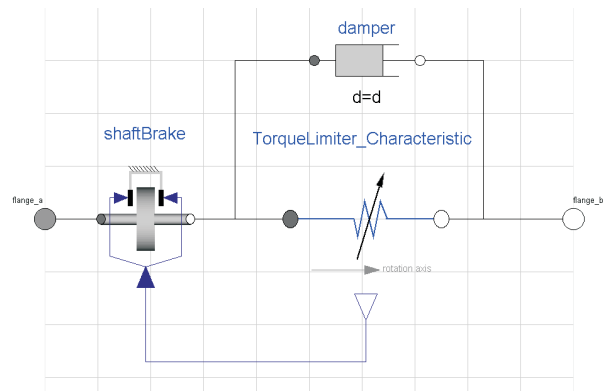 damper
d=d
shaftBrake
TorqueLimiter_Characteristic
flange_a
flange_b
rotation axis